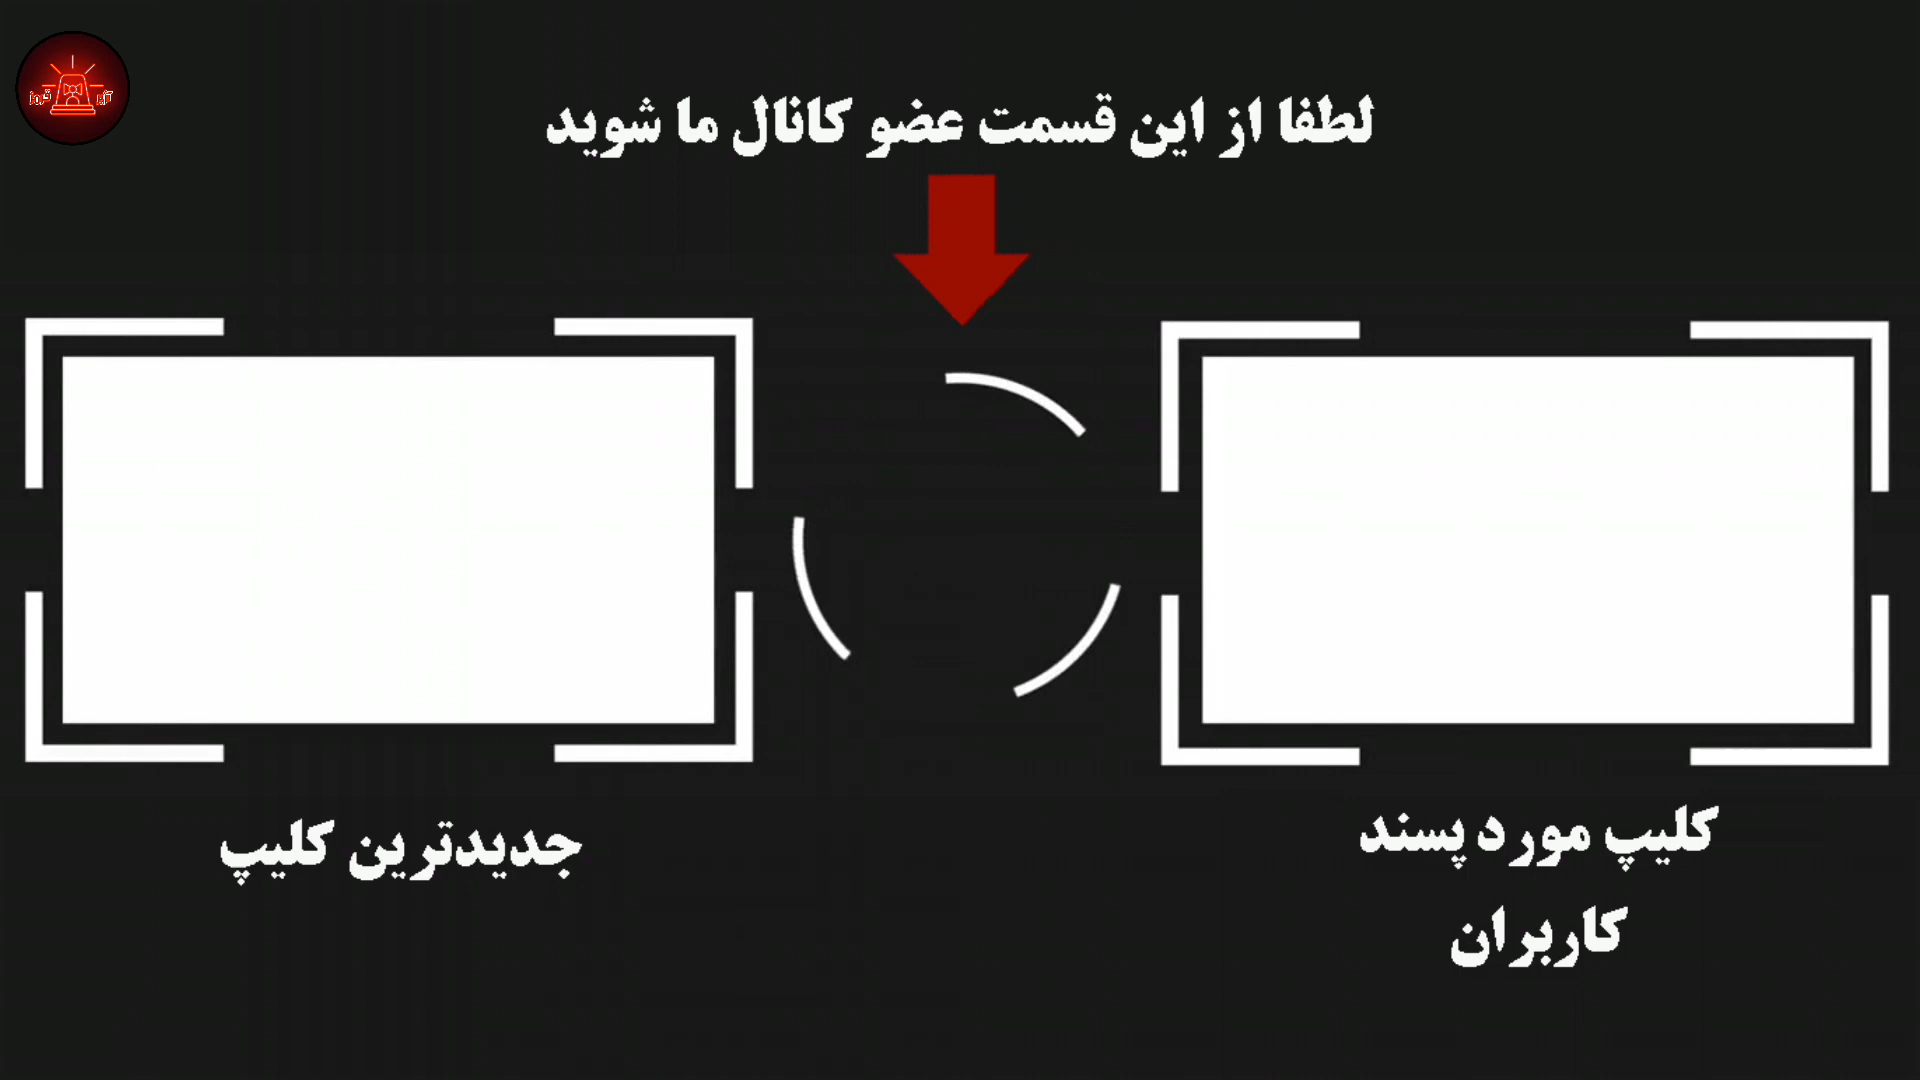 لطفا از این قسمت عضو کانال ما شوید
کلیپ مورد پسند
کاربران
جدیدترین کلیپ